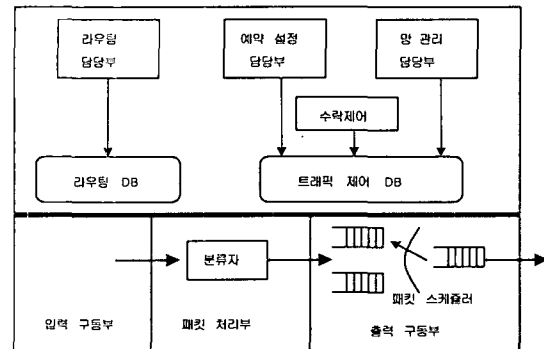 라우팅
담당부
예약 설정
담당부
망 관리
담당부
수락제어
라우팅 DB
트래픽 제어 DB
분류자
패킷 스케쥴러
입력 구동부
패킷 처리부
출력 구동부